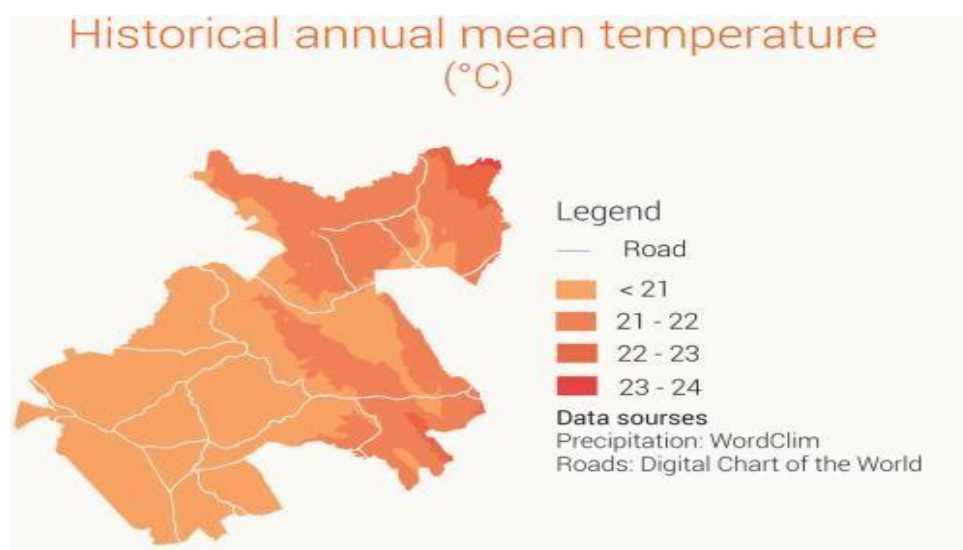 Historical annual mean temperature
(°C)
Legend
Road
< 21
21 - 22
22 - 23
23 - 24
Data sourses
Precipitation: WordClim
Roads: Digital Chart of the World